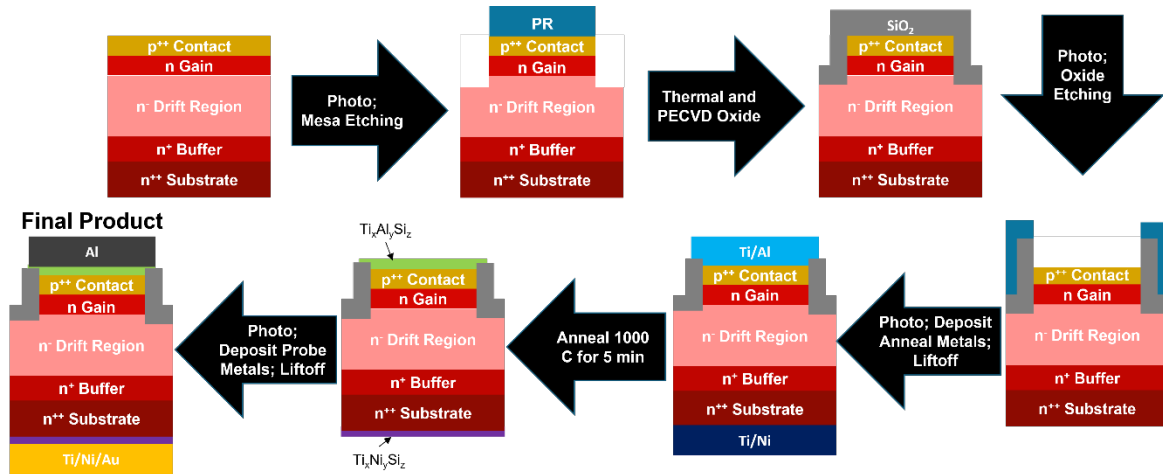 p++ Contact
n Gain
n- Drift Region
n+ Buffer
n++ Substrate
Photo;
Mesa Etching
PR
p++ Contact
n Gain
n- Drift Region
n+ Buffer
n++ Substrate
Thermal and
PECVD Oxide
SiO2
p++ Contact
n Gain
n- Drift Region
n+ Buffer
n++ Substrate
Photo;
Oxide
Etching
p++ Contact
n Gain
n- Drift Region
n+ Buffer
n++ Substrate
Photo; Deposit
Anneal Metals;
Liftoff
Ti/Al
p++ Contact
n Gain
n- Drift Region
n+ Buffer
n++ Substrate
Ti/Ni
Anneal 1000
C for 5 min
TixAlySiz
p++ Contact
n Gain
n- Drift Region
n+ Buffer
n++ Substrate
TixNiySiz
Photo;
Deposit Probe
Metals; Liftoff
Final Product
Al
p++ Contact
n Gain
n- Drift Region
n+ Buffer
n++ Substrate
Ti/Ni/Au